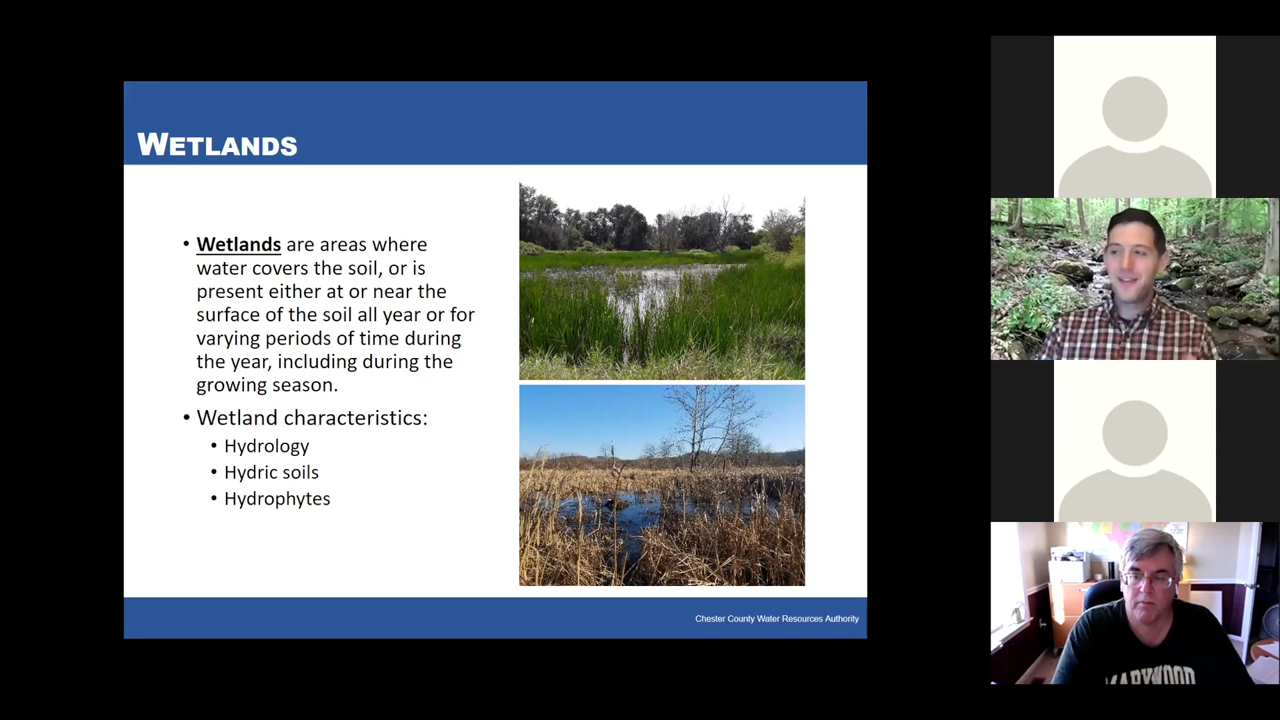 WETLANDS
• Wetlands are areas where
water covers the soil, or is
present either at or near the
surface of the soil all year or for
varying periods of time during
the year, including during the
growing season.
• Wetland characteristics:
• Hydrology
• Hydric soils
• Hydrophytes
Chester County Water Resources Authority
MARYWOOD